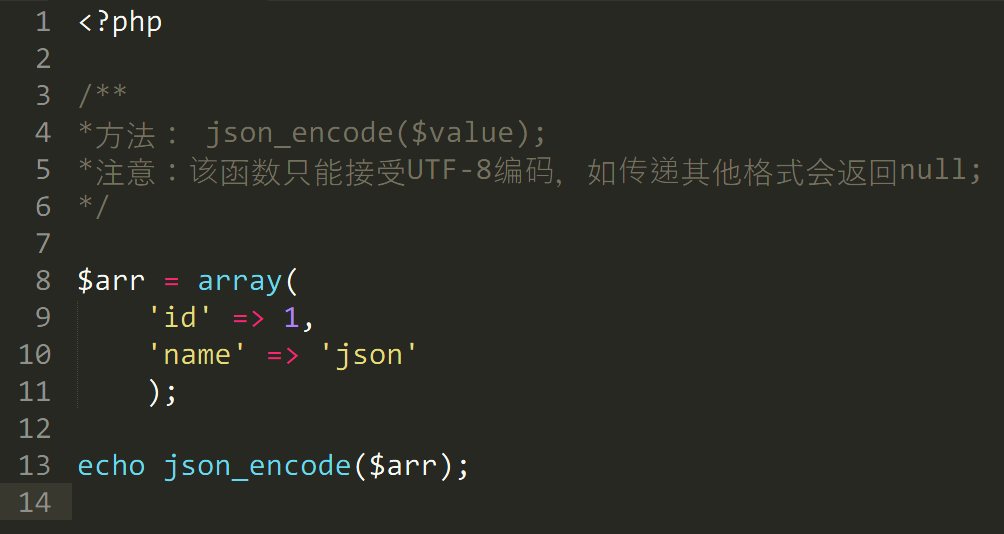 1 <?php
2
3 /**
4 *方法： json_encode($value);
5 *注意：该函数只能接受UTF-8编码，如传递其他格式会返回null;
6 */
7
8 $arr = array(
9     'id' => 1,
10     'name' => 'json'
11     );
12
13 echo json_encode($arr);
14